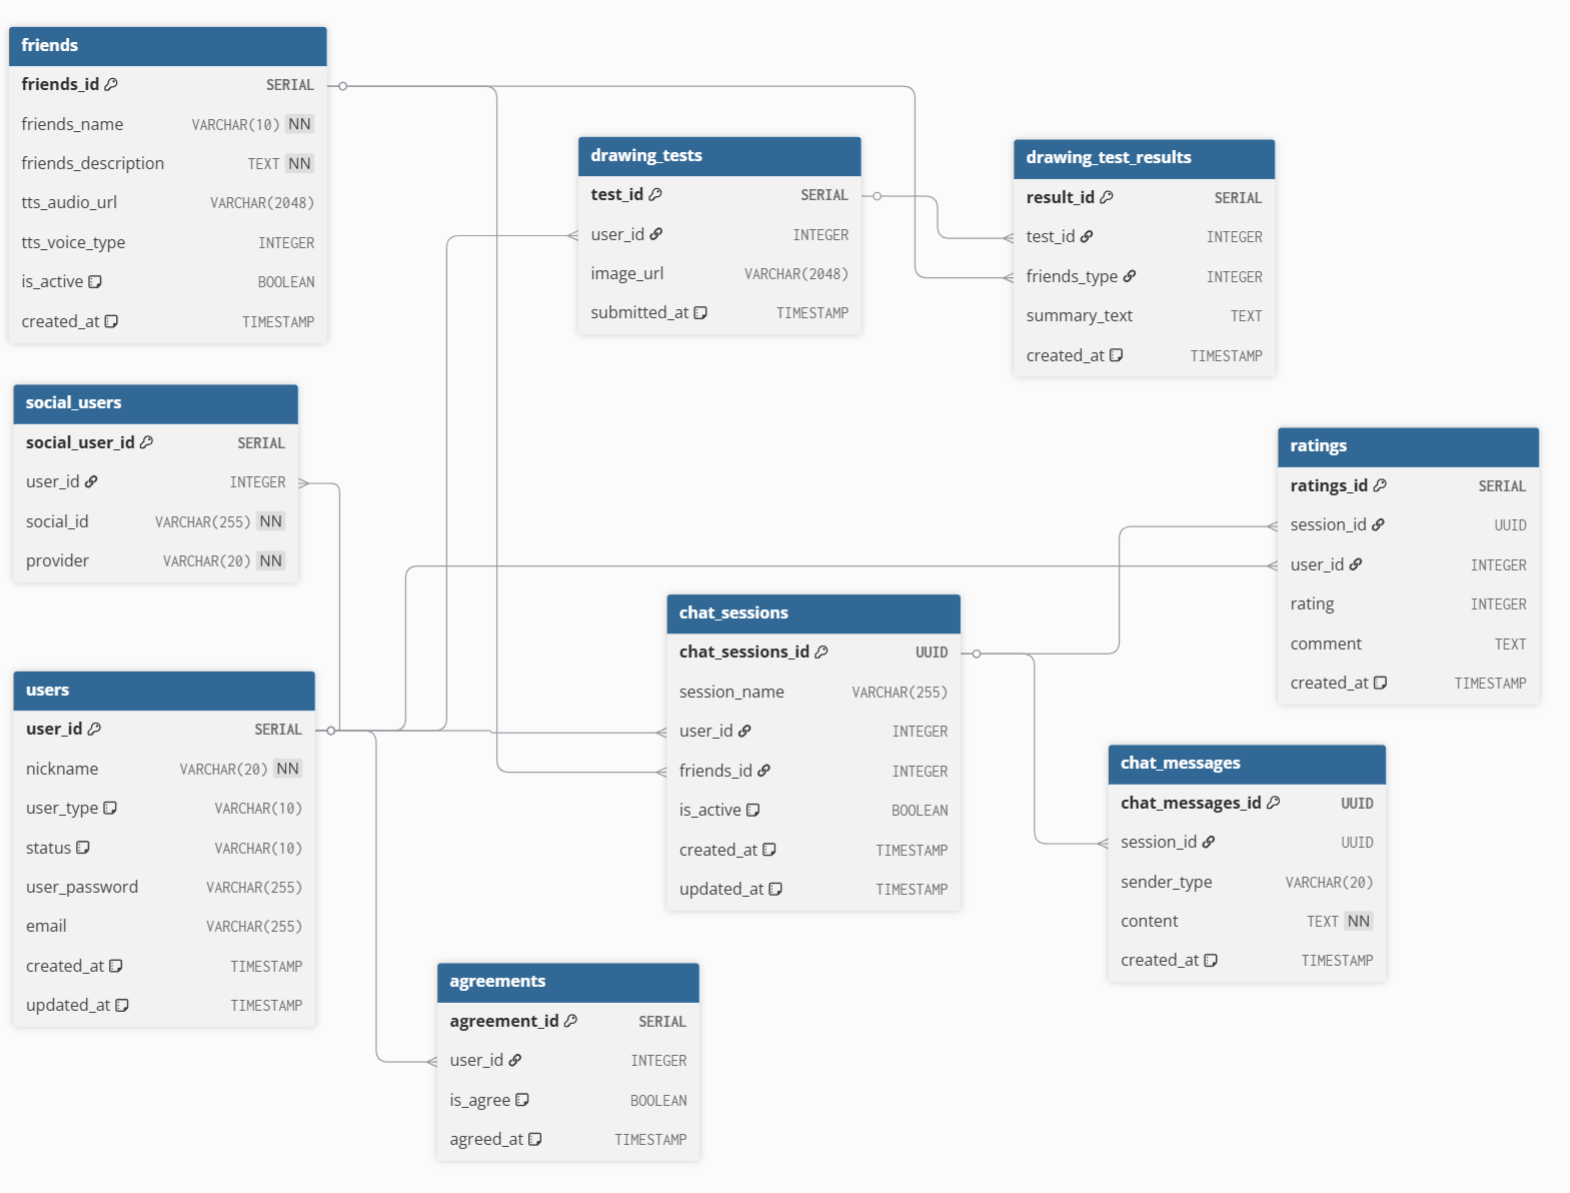 friends
friends_id SERIAL
friends_name VARCHAR(10) NN
friends_description TEXT NN
tts_audio_url VARCHAR(2048)
tts_voice_type INTEGER
is_active BOOLEAN
created_at TIMESTAMP
drawing_tests
test_id SERIAL
user_id INTEGER
image_url VARCHAR(2048)
submitted_at TIMESTAMP
drawing_test_results
result_id SERIAL
test_id INTEGER
friends_type INTEGER
summary_text TEXT
created_at TIMESTAMP
social_users
social_user_id SERIAL
user_id INTEGER
social_id VARCHAR(255) NN
provider VARCHAR(20) NN
ratings
ratings_id SERIAL
session_id UUID
user_id INTEGER
rating INTEGER
comment TEXT
created_at TIMESTAMP
chat_sessions
chat_sessions_id UUID
session_name VARCHAR(255)
user_id INTEGER
friends_id INTEGER
is_active BOOLEAN
created_at TIMESTAMP
updated_at TIMESTAMP
users
user_id SERIAL
nickname VARCHAR(20) NN
user_type VARCHAR(10)
status VARCHAR(10)
user_password VARCHAR(255)
email VARCHAR(255)
created_at TIMESTAMP
updated_at TIMESTAMP
chat_messages
chat_messages_id UUID
session_id UUID
sender_type VARCHAR(20)
content TEXT NN
created_at TIMESTAMP
agreements
agreement_id SERIAL
user_id INTEGER
is_agree BOOLEAN
agreed_at TIMESTAMP